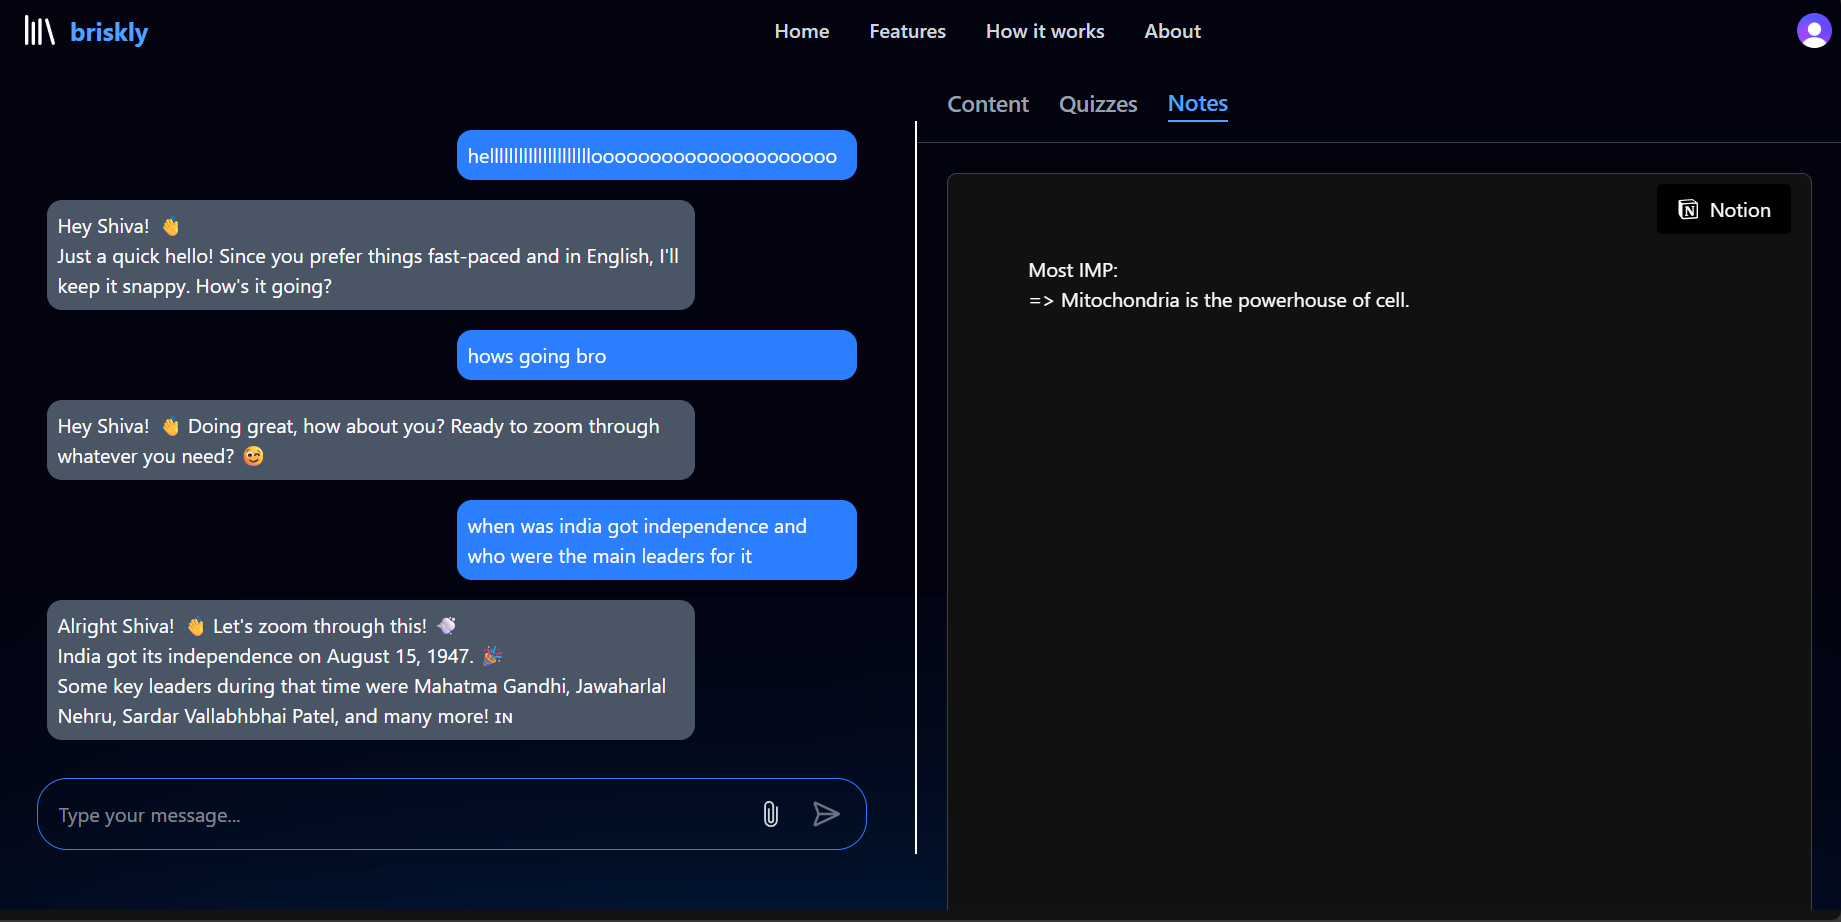 briskly
Home Features How it works About
Content Quizzes Notes
hellllllllllllllllllllllooooooooooooooooooooo
Hey Shiva! 👋
Just a quick hello! Since you prefer things fast-paced and in English, I'll
keep it snappy. How's it going?
hows going bro
Hey Shiva! 👋 Doing great, how about you? Ready to zoom through
whatever you need? 😊
when was india got independence and
who were the main leaders for it
Alright Shiva! 👋 Let's zoom through this! 💨
India got its independence on August 15, 1947. 🎉
Some key leaders during that time were Mahatma Gandhi, Jawaharlal
Nehru, Sardar Vallabhbhai Patel, and many more! 🇮🇳
Type your message...
Notion
Most IMP:
=> Mitochondria is the powerhouse of cell.